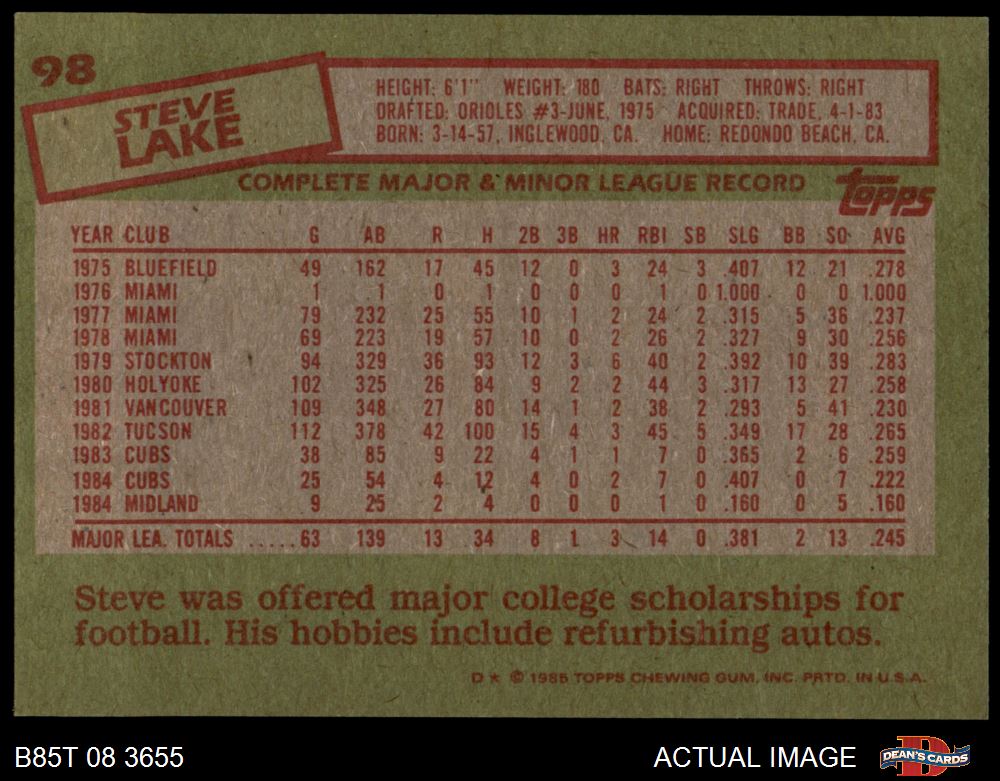 98
STEVE
LAKE
HEIGHT: 6'1" WEIGHT: 180 BATS: RIGHT THROWS: RIGHT
DRAFTED: ORIOLES #3-JUNE, 1975 ACQUIRED: TRADE, 4-1-83
BORN: 3-14-57, INGLEWOOD, CA. HOME: REDONDO BEACH, CA.
COMPLETE MAJOR & MINOR LEAGUE RECORD
topps
YEAR CLUB G AB R H 2B 3B HR RBI SB SLG BB SO AVG
1975 BLUEFIELD 49 162 17 45 12 0 3 24 3 .407 12 21 .278
1976 MIAMI 1 1 0 1 0 0 0 1 0 1.000 0 0 1.000
1977 MIAMI 79 232 25 55 10 1 2 24 2 .315 5 36 .237
1978 MIAMI 69 223 19 57 10 0 2 26 2 .327 9 30 .256
1979 STOCKTON 94 329 36 93 12 3 6 40 2 .392 10 39 .283
1980 HOLYOKE 102 325 26 84 9 2 2 44 3 .317 13 27 .258
1981 VANCOUVER 109 348 27 80 14 1 2 38 2 .293 5 41 .230
1982 TUCSON 112 378 42 100 15 4 3 45 5 .349 17 28 .265
1983 CUBS 38 85 9 22 4 1 1 7 0 .365 2 6 .259
1984 CUBS 25 54 4 12 4 0 2 7 0 .407 0 7 .222
1984 MIDLAND 9 25 2 4 0 0 0 1 0 .160 0 5 .160
MAJOR LEA. TOTALS .....63 139 13 34 8 1 3 14 0 .381 2 13 .245
Steve was offered major college scholarships for
football. His hobbies include refurbishing autos.
D★ © 1985 TOPPS CHEWING GUM, INC. PRTD. IN U.S.A.
B85T 08 3655
ACTUAL IMAGE
DEAN'S CARDS